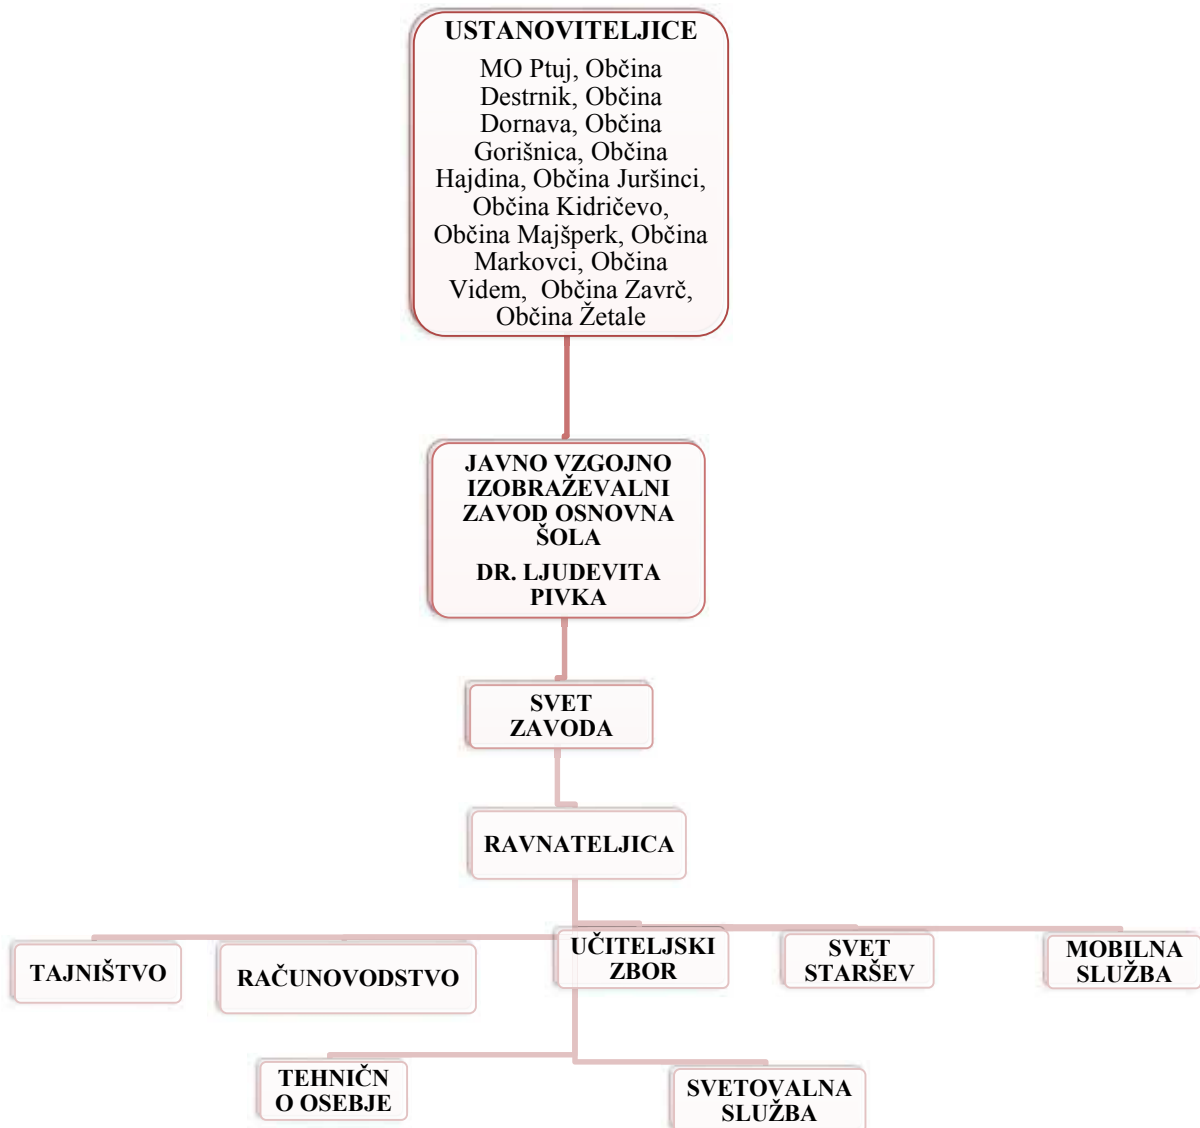 USTANOVITELJICE
MO Ptuj, Občina
Destrnik, Občina
Dornava, Občina
Gorišnica, Občina
Hajdina, Občina Juršinci,
Občina Kidričevo,
Občina Majšperk, Občina
Markovci, Občina
Videm, Občina Zavrč,
Občina Žetale
JAVNO VZGOJNO
IZOBRAŽEVALNI
ZAVOD OSNOVNA
ŠOLA
DR. LJUDEVITA
PIVKA
SVET
ZAVODA
RAVNATELJICA
TAJNIŠTVO
RAČUNOVODSTVO
UČITELJSKI
ZBOR
SVET
STARŠEV
MOBILNA
SLUŽBA
TEHNIČN
O OSEBJE
SVETOVALNA
SLUŽBA